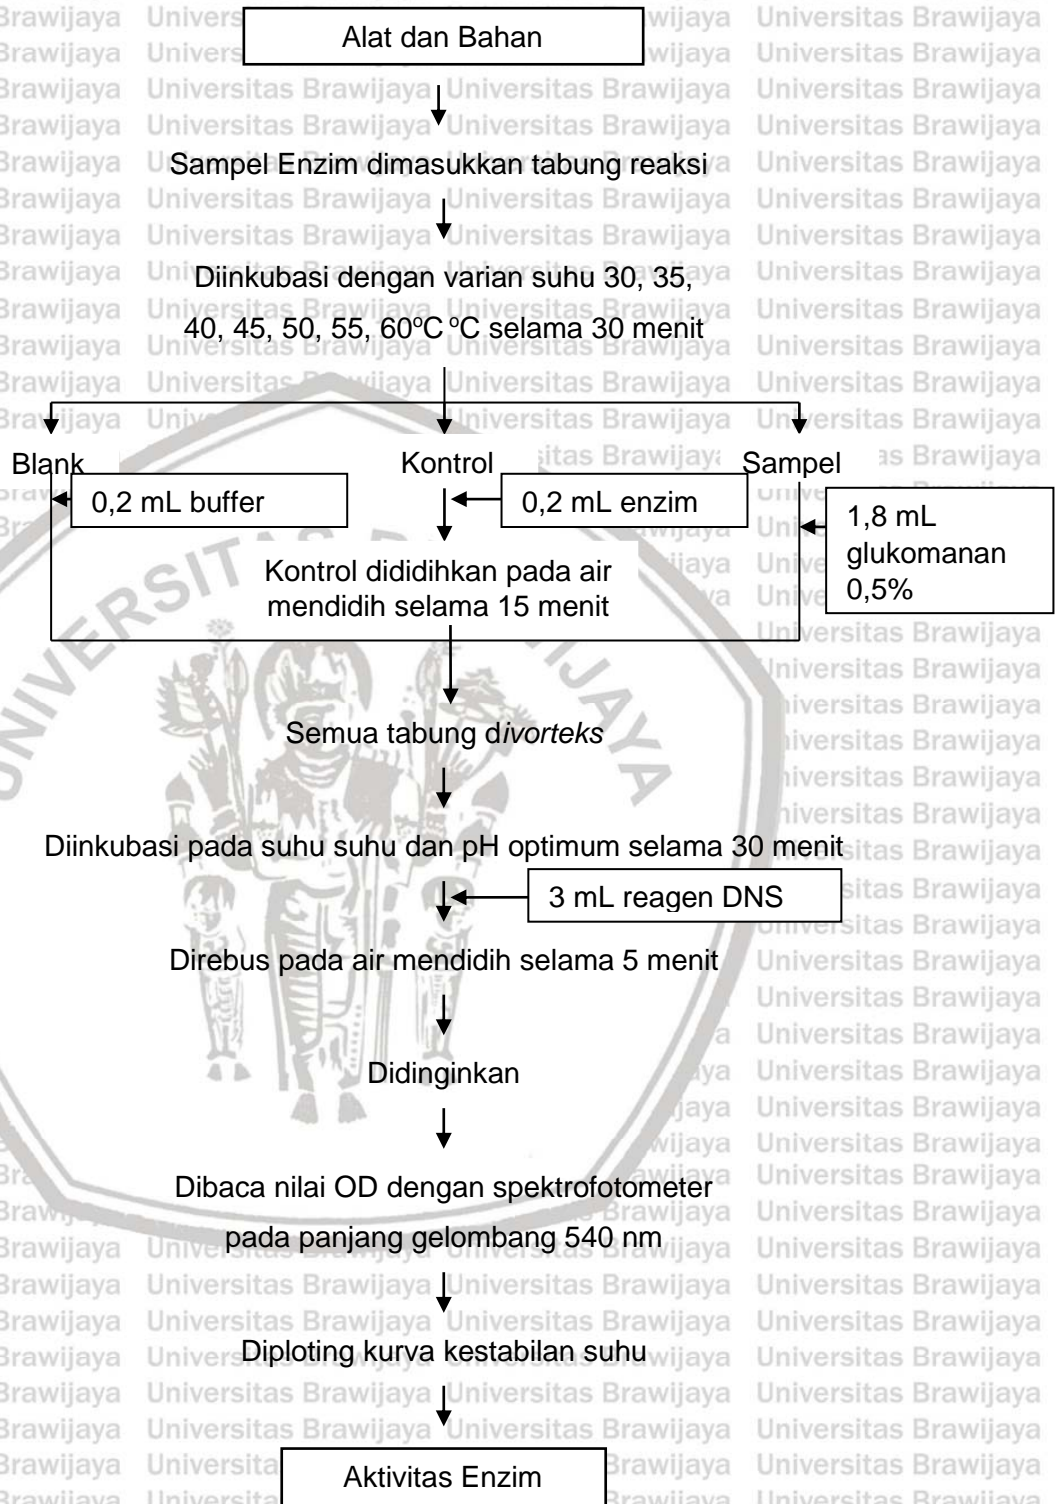 Alat dan Bahan
Sampel Enzim dimasukkan tabung reaksi
Diinkubasi dengan varian suhu 30, 35,
40, 45, 50, 55, 60ºC ºC selama 30 menit
Blank
Kontrol
Sampel
0,2 mL buffer
0,2 mL enzim
1,8 mL
glukomanan
0,5%
Kontrol dididihkan pada air
mendidih selama 15 menit
Semua tabung divorteks
Diinkubasi pada suhu suhu dan pH optimum selama 30 menit
3 mL reagen DNS
Direbus pada air mendidih selama 5 menit
Didinginkan
Dibaca nilai OD dengan spektrofotometer
pada panjang gelombang 540 nm
Diploting kurva kestabilan suhu
Aktivitas Enzim
Universitas Brawijaya